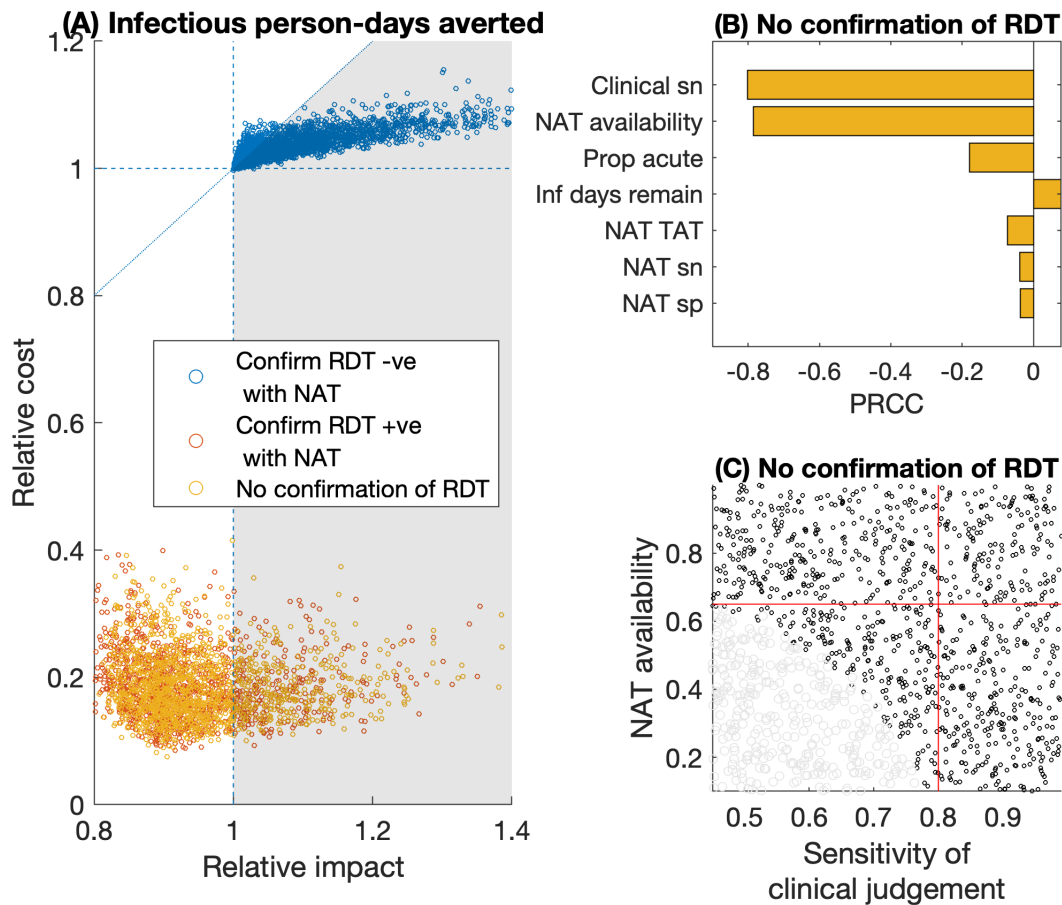 (A) Infectious person-days averted
1.2
1
0.8
0.6
0.4
0.2
0
Relative cost
0.8
1
1.2
1.4
Relative impact
Confirm RDT -ve
with NAT
Confirm RDT +ve
with NAT
No confirmation of RDT
(B) No confirmation of RDT
Clinical sn
NAT availability
Prop acute
Inf days remain
NAT TAT
NAT sn
NAT sp
-0.8
-0.6
-0.4
-0.2
0
PRCC
(C) No confirmation of RDT
NAT availability
0.8
0.6
0.4
0.2
0.5
0.6
0.7
0.8
0.9
Sensitivity of
clinical judgement